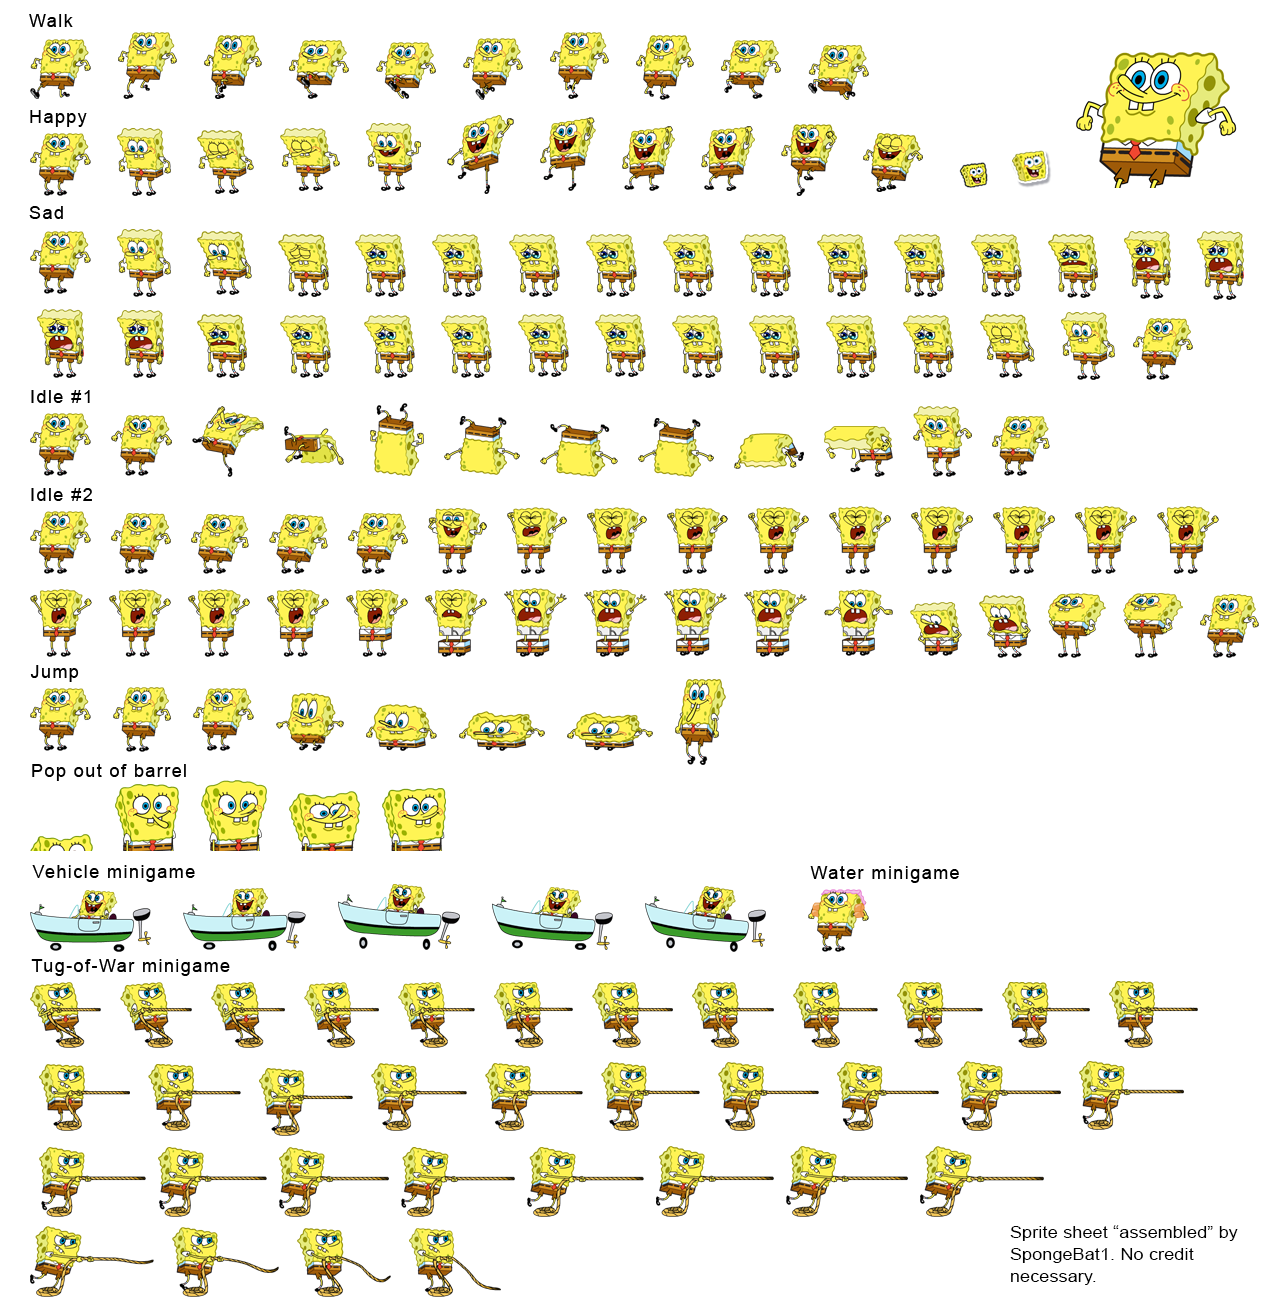 Walk
Happy
Sad
Idle #1
Idle #2
Jump
Pop out of barrel
Vehicle minigame
Water minigame
Tug-of-War minigame
Sprite sheet “assembled” by
SpongeBat1. No credit
necessary.